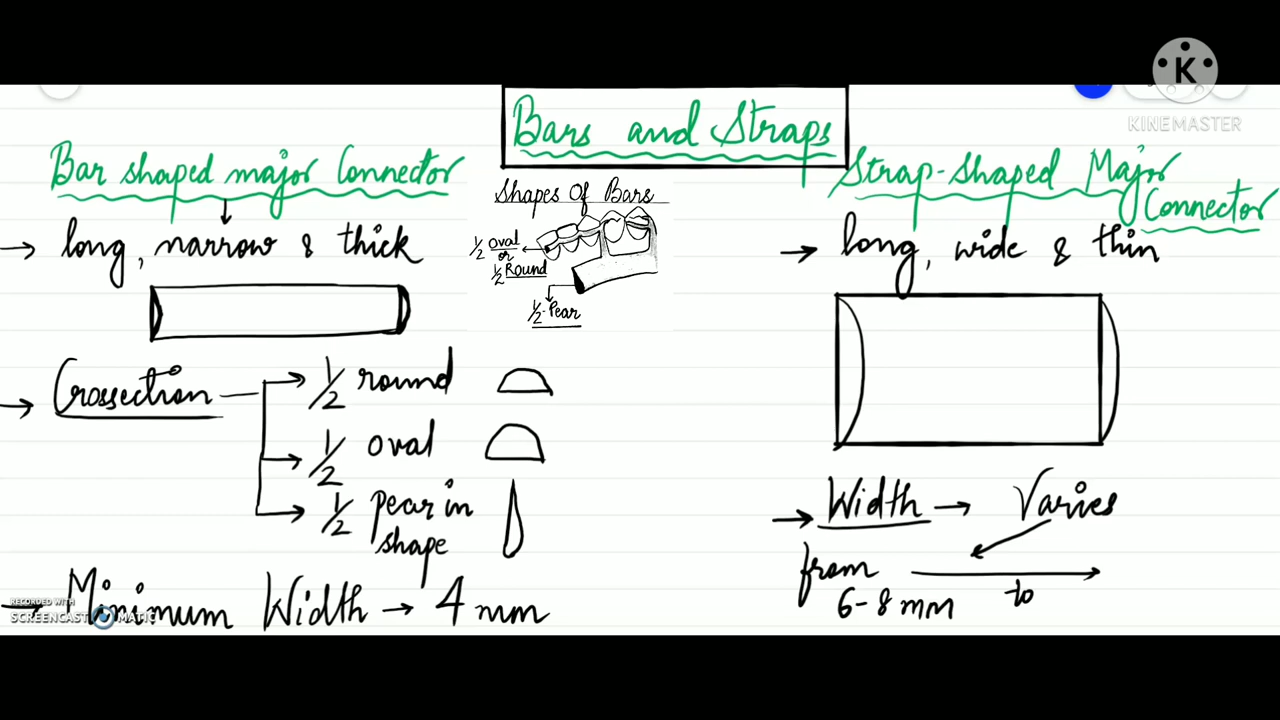 K
KINEMASTER
Bars and Straps
Bar shaped major Connector
long, narrow & thick
Crossection
1/2 round
1/2 oval
1/2 pear in
shape
Minimum Width → 4 mm
Shapes Of Bars
1/2 Oval
or
1/2 Round
1/2-Pear
Strap-shaped Major
Connector
long, wide & thin
Width → Varies
from
6-8 mm to
RECORDED WITH
SCREENCAST MATIC